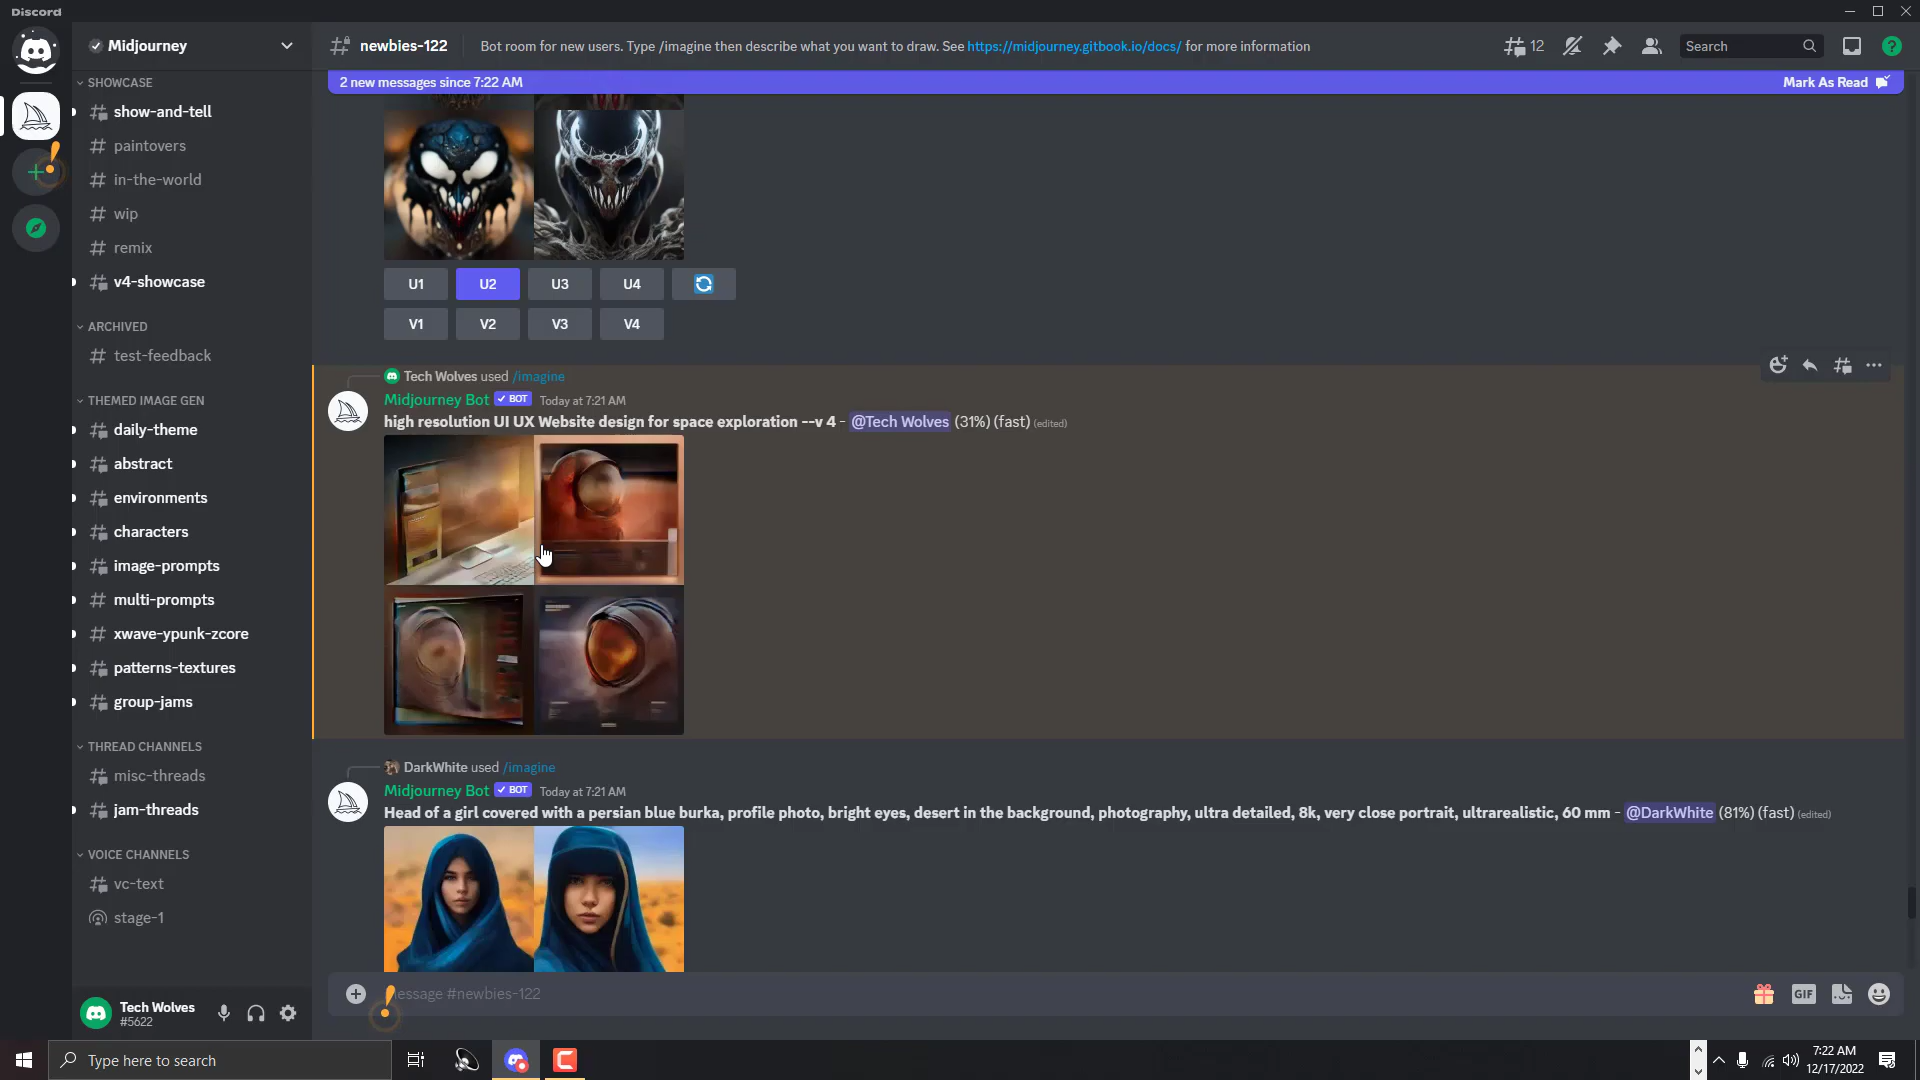 Discord
Midjourney
newbies-122
Bot room for new users. Type /imagine then describe what you want to draw. See https://midjourney.gitbook.io/docs/ for more information
12
Search
2 new messages since 7:22 AM
Mark As Read
SHOWCASE
show-and-tell
paintovers
in-the-world
wip
remix
v4-showcase
ARCHIVED
test-feedback
THEMED IMAGE GEN
daily-theme
abstract
environments
characters
image-prompts
multi-prompts
xwave-ypunk-zcore
patterns-textures
group-jams
THREAD CHANNELS
misc-threads
jam-threads
VOICE CHANNELS
vc-text
stage-1
Tech Wolves
#5622
U1 U2 U3 U4
V1 V2 V3 V4
Tech Wolves used /imagine
Midjourney Bot BOT Today at 7:21 AM
high resolution UI UX Website design for space exploration --v 4 - @Tech Wolves (31%) (fast) (edited)
DarkWhite used /imagine
Midjourney Bot BOT Today at 7:21 AM
Head of a girl covered with a persian blue burka, profile photo, bright eyes, desert in the background, photography, ultra detailed, 8k, very close portrait, ultrarealistic, 60 mm - @DarkWhite (81%) (fast) (edited)
essage #newbies-122
GIF
Type here to search
7:22 AM
12/17/2022